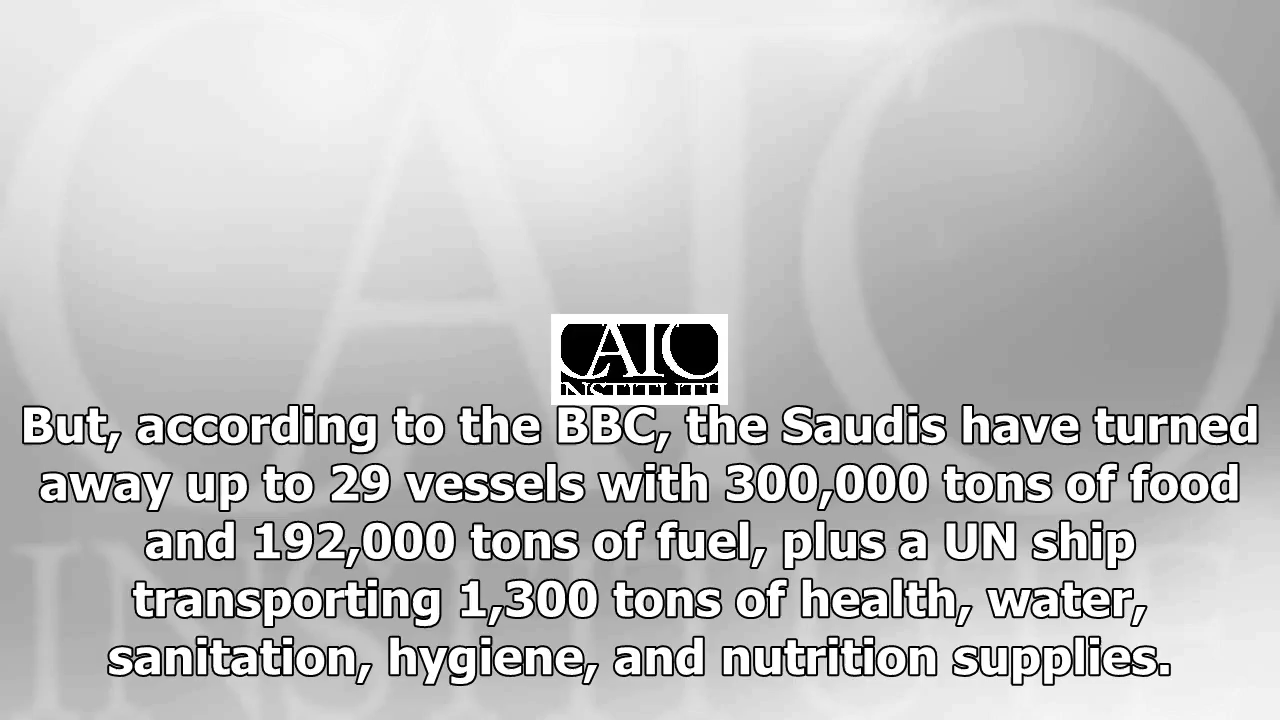 CATO
INSTITUTE
But, according to the BBC, the Saudis have turned
away up to 29 vessels with 300,000 tons of food
and 192,000 tons of fuel, plus a UN ship
transporting 1,300 tons of health, water,
sanitation, hygiene, and nutrition supplies.